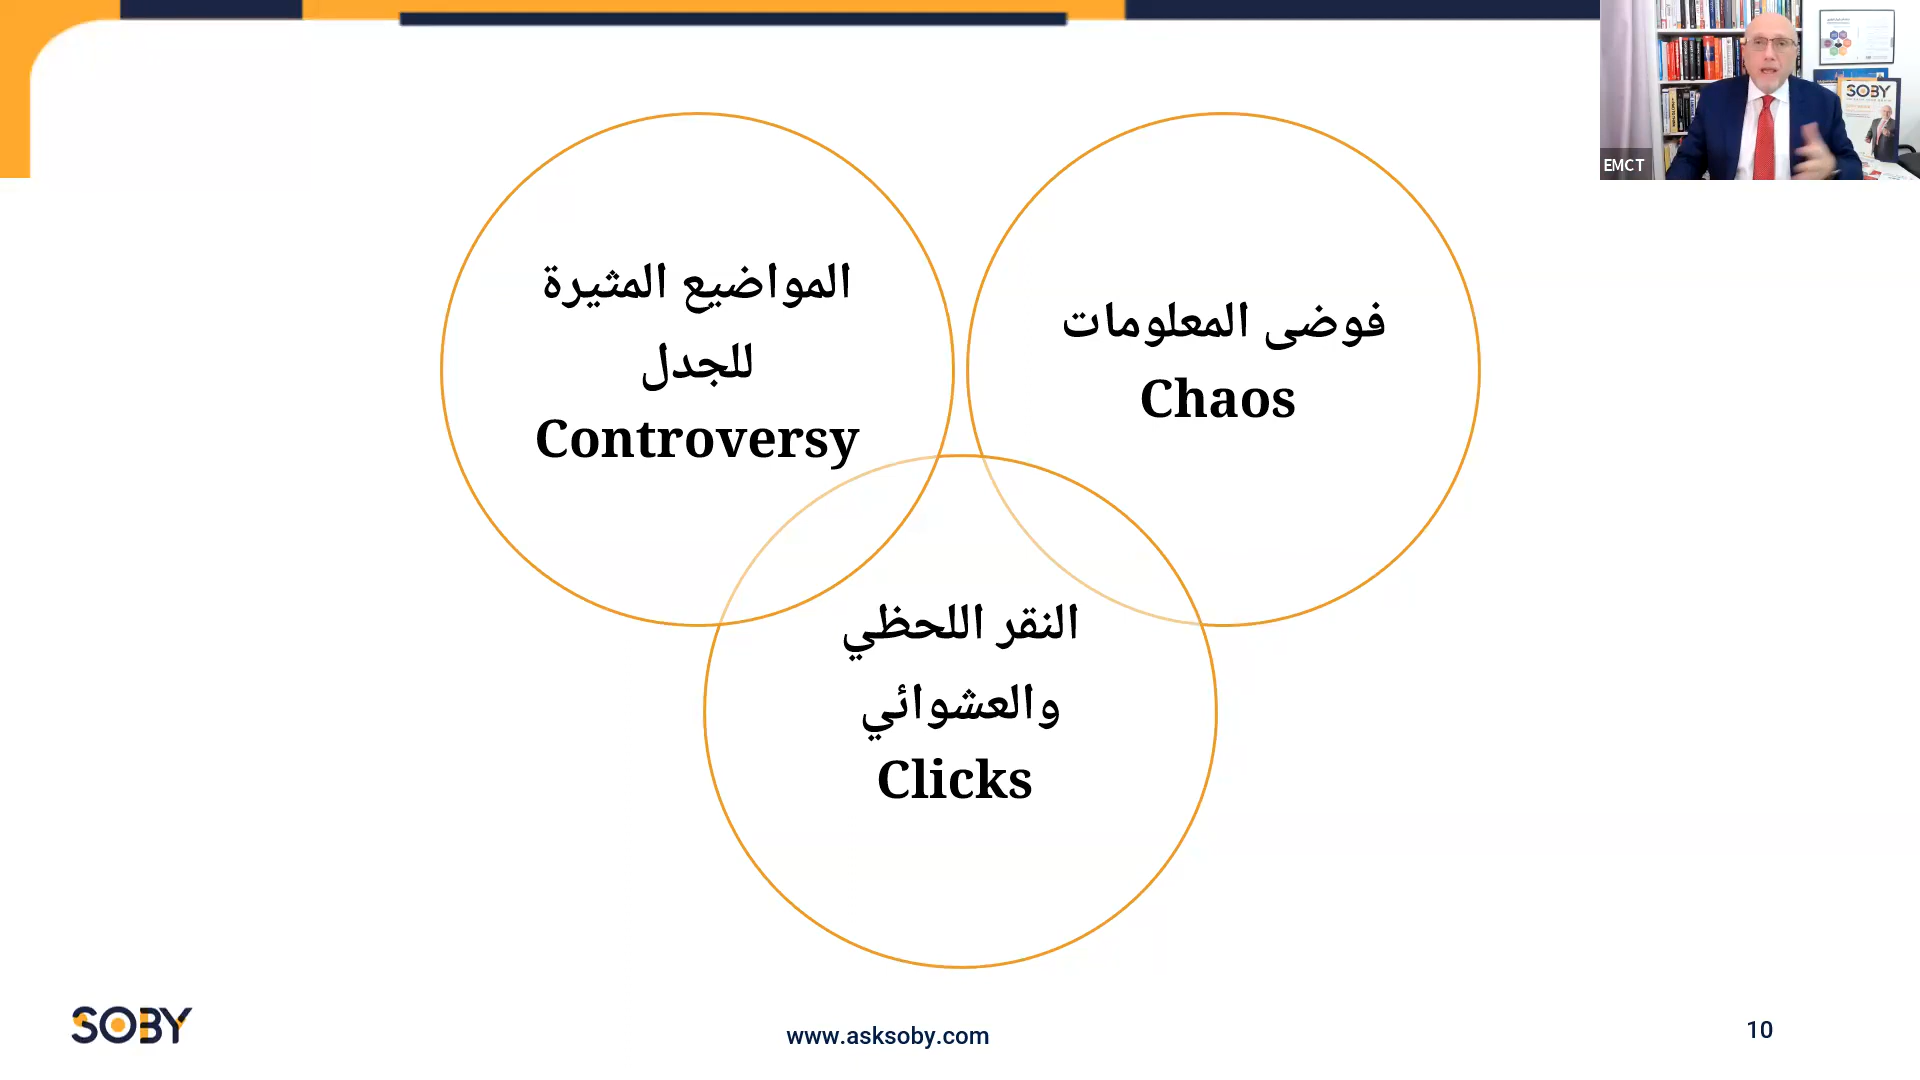 المواضيع المثيرة
للجدل
Controversy
فوضى المعلومات
Chaos
النقر اللحظي
والعشوائي
Clicks
EMCT
SOBY
SOBY
www.asksoby.com
10